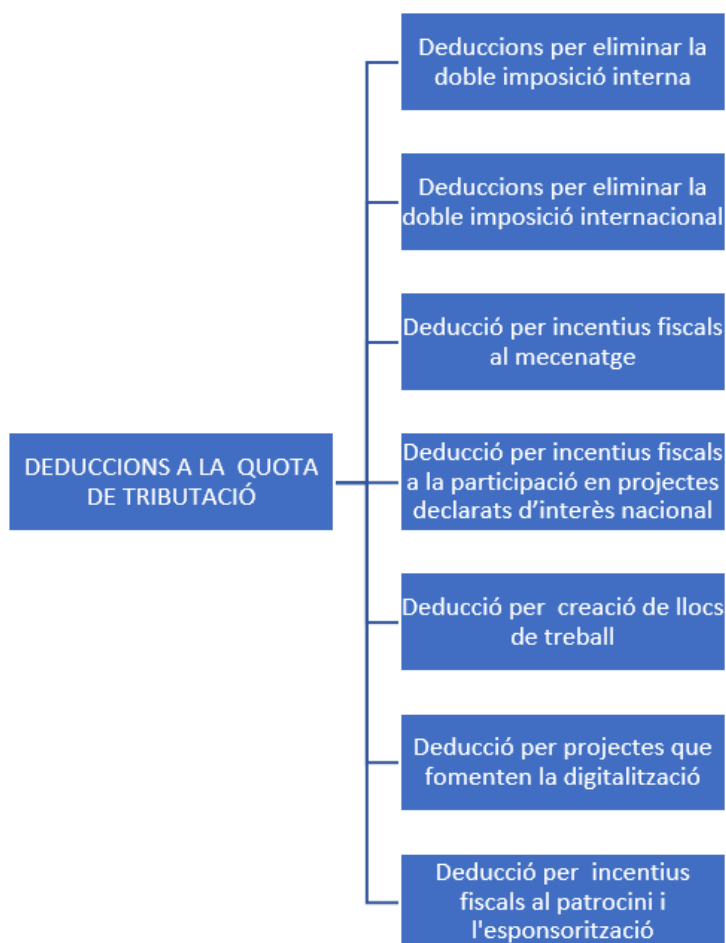 Deduccions per eliminar la
doble imposició interna
Deduccions per eliminar la
doble imposició internacional
Deducció per incentius fiscals
al mecenatge
DEDUCCIONS A LA QUOTA
DE TRIBUTACIÓ
Deducció per incentius fiscals
a la participació en projectes
declarats d’interès nacional
Deducció per creació de llocs
de treball
Deducció per projectes que
fomenten la digitalització
Deducció per incentius
fiscals al patrocini i
l'esponsorització